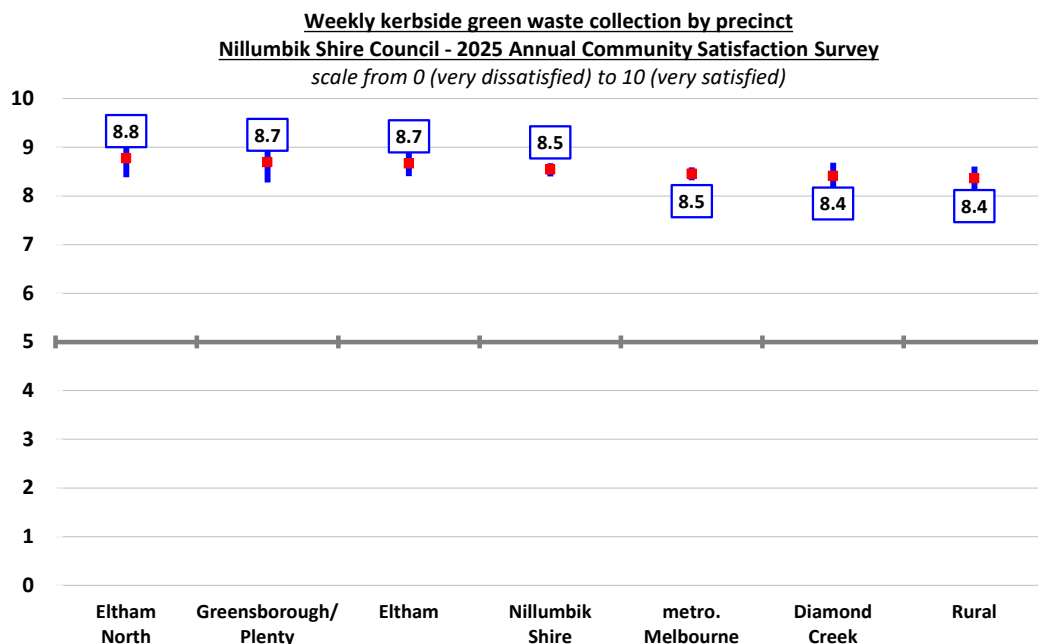 Weekly kerbside green waste collection by precinct
Nillumbik Shire Council - 2025 Annual Community Satisfaction Survey
scale from 0 (very dissatisfied) to 10 (very satisfied)
10
9
8
7
6
5
4
3
2
1
0
8.8
8.7
8.7
8.5
8.5
8.4
8.4
Eltham
North
Greensborough/
Plenty
Eltham
Nillumbik
Shire
metro.
Melbourne
Diamond
Creek
Rural